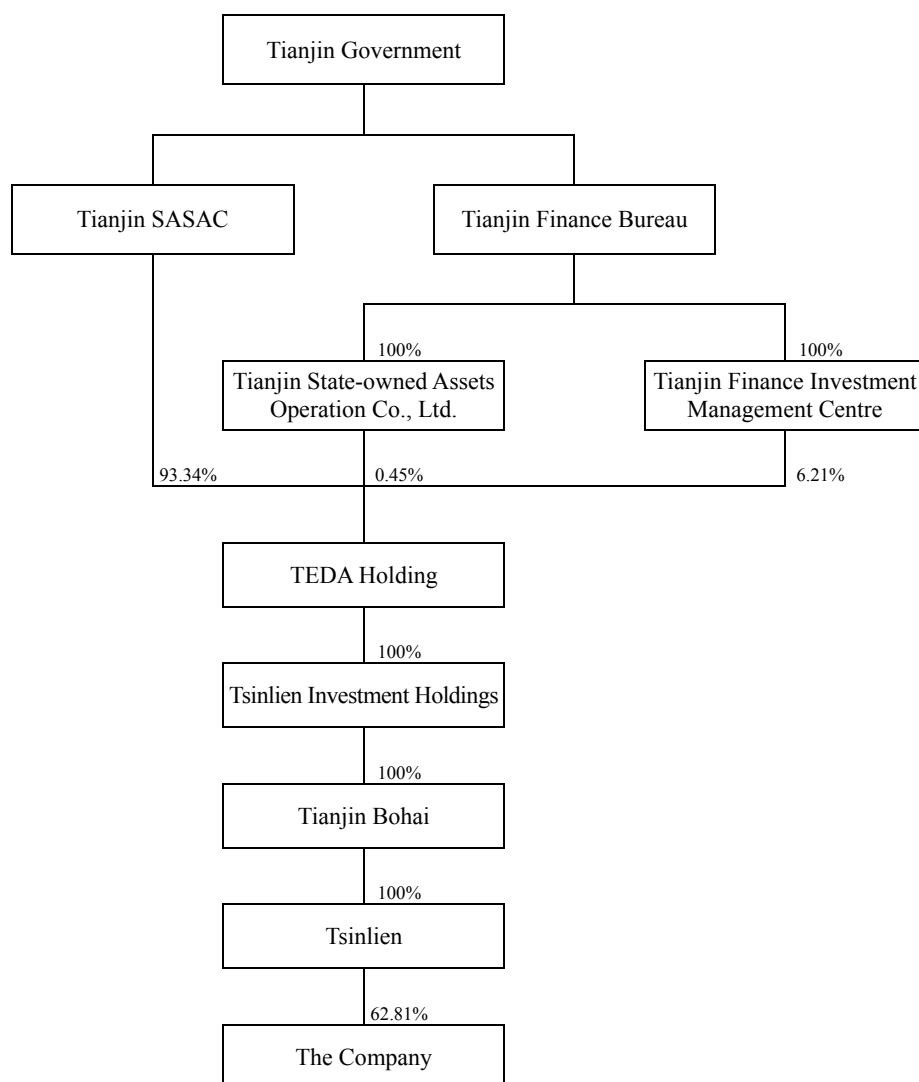 Tianjin Government
Tianjin SASAC
Tianjin Finance Bureau
100%
100%
Tianjin State-owned Assets
Operation Co., Ltd.
Tianjin Finance Investment
Management Centre
93.34%
0.45%
6.21%
TEDA Holding
100%
Tsinlien Investment Holdings
100%
Tianjin Bohai
100%
Tsinlien
62.81%
The Company